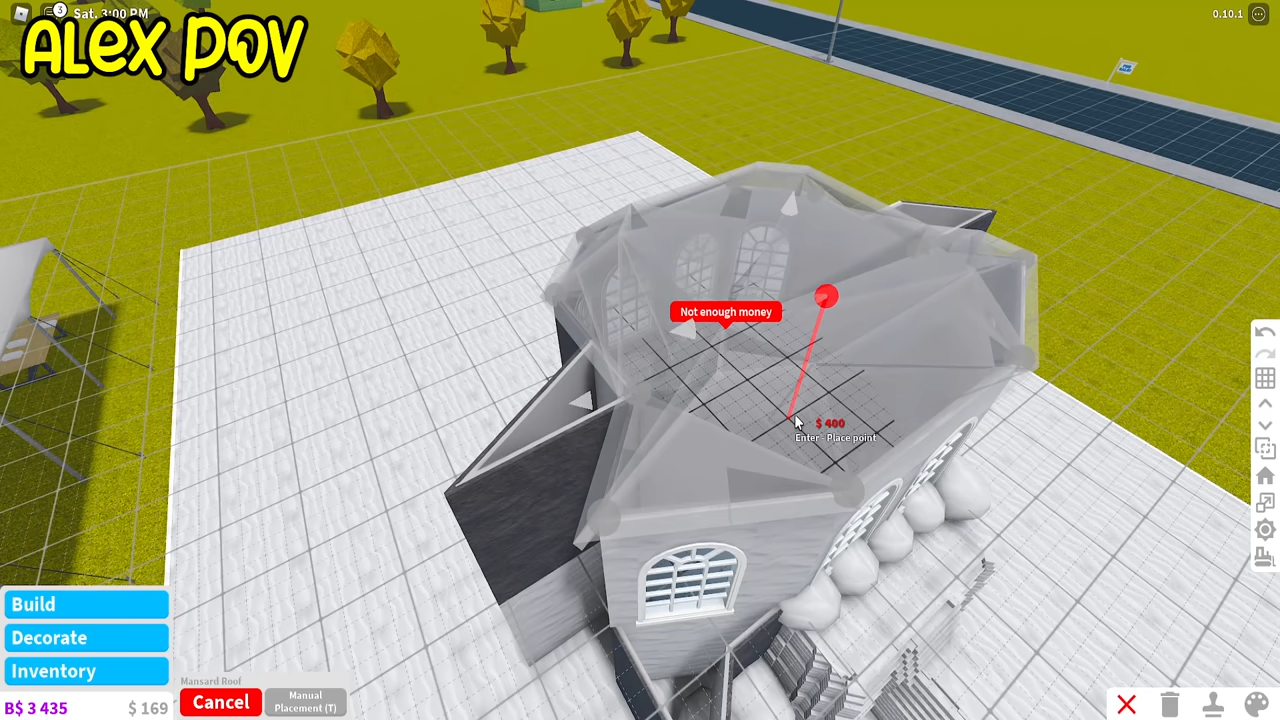 3
Sat. 3:00 PM
0.10.1
ALEX POV
Not enough money
$ 400
Enter - Place point
Build
Decorate
Inventory
Mansard Roof
Cancel
Manual
Placement (T)
B$ 3 435
$ 169